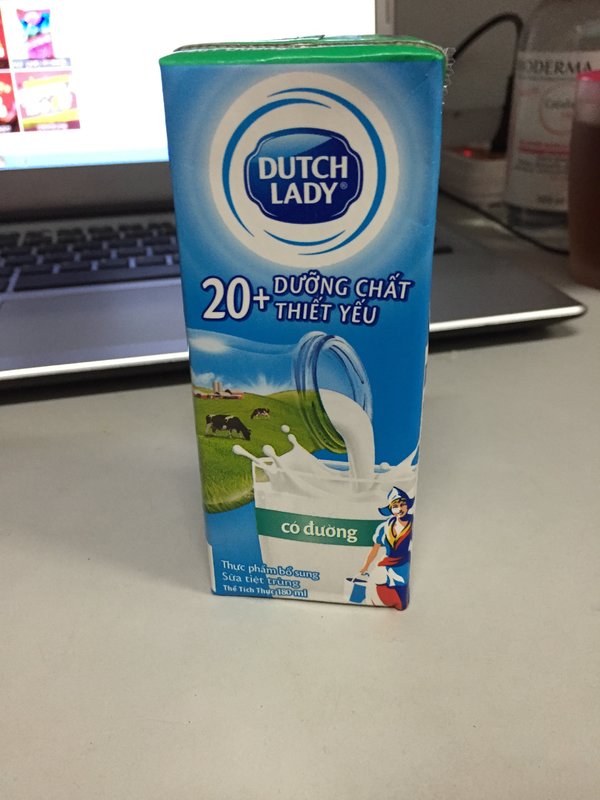 DUTCH
LADY®
20+ DƯỠNG CHẤT
THIẾT YẾU
có đường
Thực phẩm bổ sung
Sữa tiệt trùng
Thể Tích Thực 180 ml